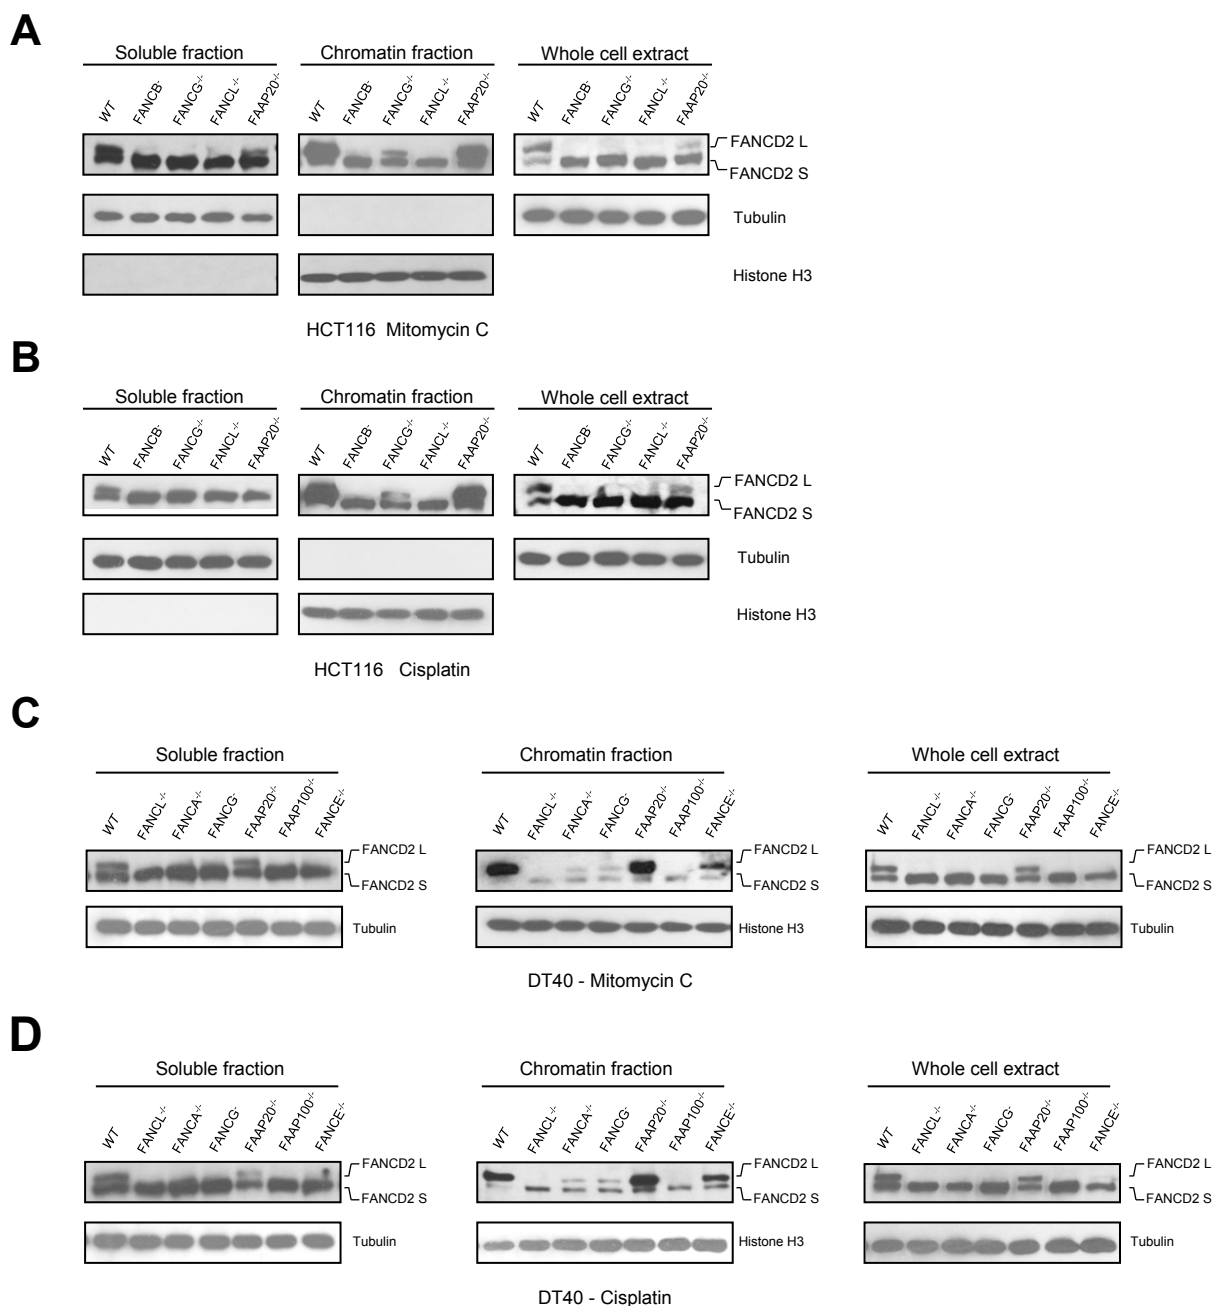 A
Soluble fraction Chromatin fraction Whole cell extract
WT FANCB- FANCG-/- FANCL-/- FAAP20-/- WT FANCB- FANCG-/- FANCL-/- FAAP20-/- WT FANCB- FANCG-/- FANCL-/- FAAP20-/-
FANCD2 L
FANCD2 S
Tubulin
Histone H3
HCT116 Mitomycin C
B
Soluble fraction Chromatin fraction Whole cell extract
WT FANCB- FANCG-/- FANCL-/- FAAP20-/- WT FANCB- FANCG-/- FANCL-/- FAAP20-/- WT FANCB- FANCG-/- FANCL-/- FAAP20-/-
FANCD2 L
FANCD2 S
Tubulin
Histone H3
HCT116 Cisplatin
C
Soluble fraction Chromatin fraction Whole cell extract
WT FANCL-/- FANCA-/- FANCG- FAAP20-/- FAAP100-/- FANCE-/- WT FANCL-/- FANCA-/- FANCG- FAAP20-/- FAAP100-/- FANCE-/- WT FANCL-/- FANCA-/- FANCG- FAAP20-/- FAAP100-/- FANCE-/-
FANCD2 L FANCD2 L FANCD2 L
FANCD2 S FANCD2 S FANCD2 S
Tubulin Histone H3 Tubulin
DT40 - Mitomycin C
D
Soluble fraction Chromatin fraction Whole cell extract
WT FANCL-/- FANCA-/- FANCG- FAAP20-/- FAAP100-/- FANCE-/- WT FANCL-/- FANCA-/- FANCG- FAAP20-/- FAAP100-/- FANCE-/- WT FANCL-/- FANCA-/- FANCG- FAAP20-/- FAAP100-/- FANCE-/-
FANCD2 L FANCD2 L FANCD2 L
FANCD2 S FANCD2 S FANCD2 S
Tubulin Histone H3 Tubulin
DT40 - Cisplatin